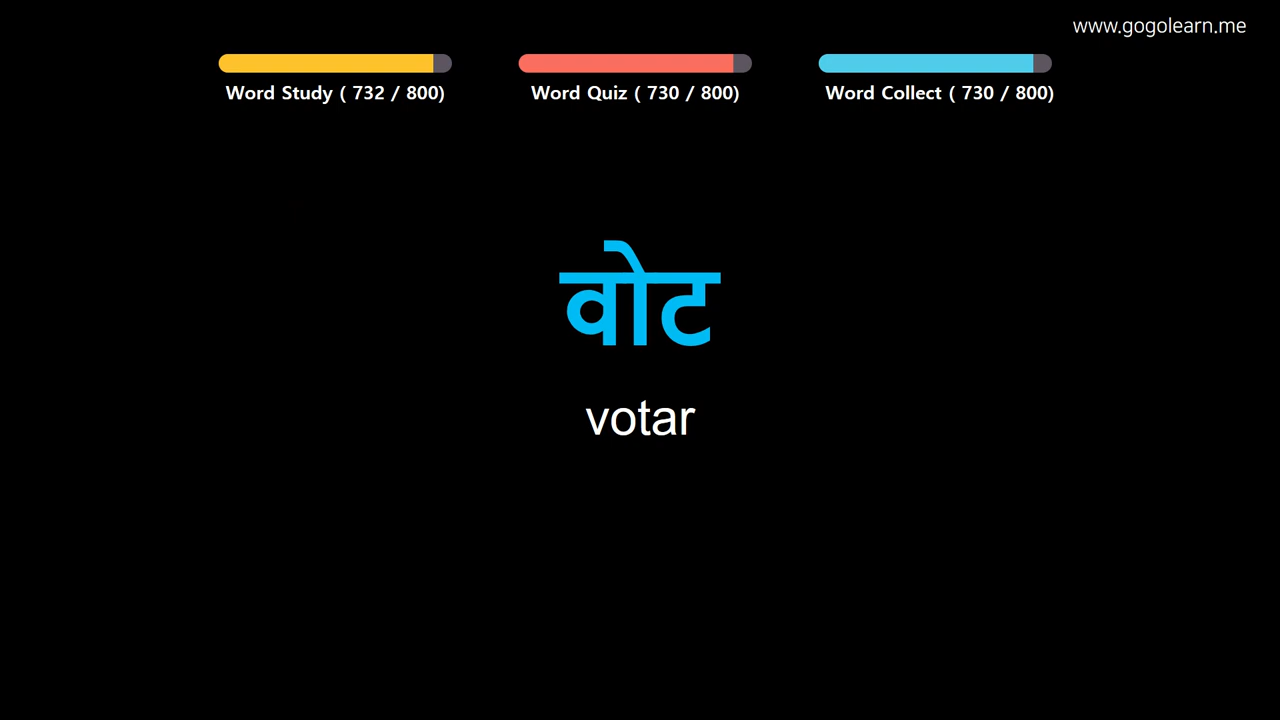 www.gogolearn.me
Word Study ( 732 / 800)
Word Quiz ( 730 / 800)
Word Collect ( 730 / 800)
वोट
votar